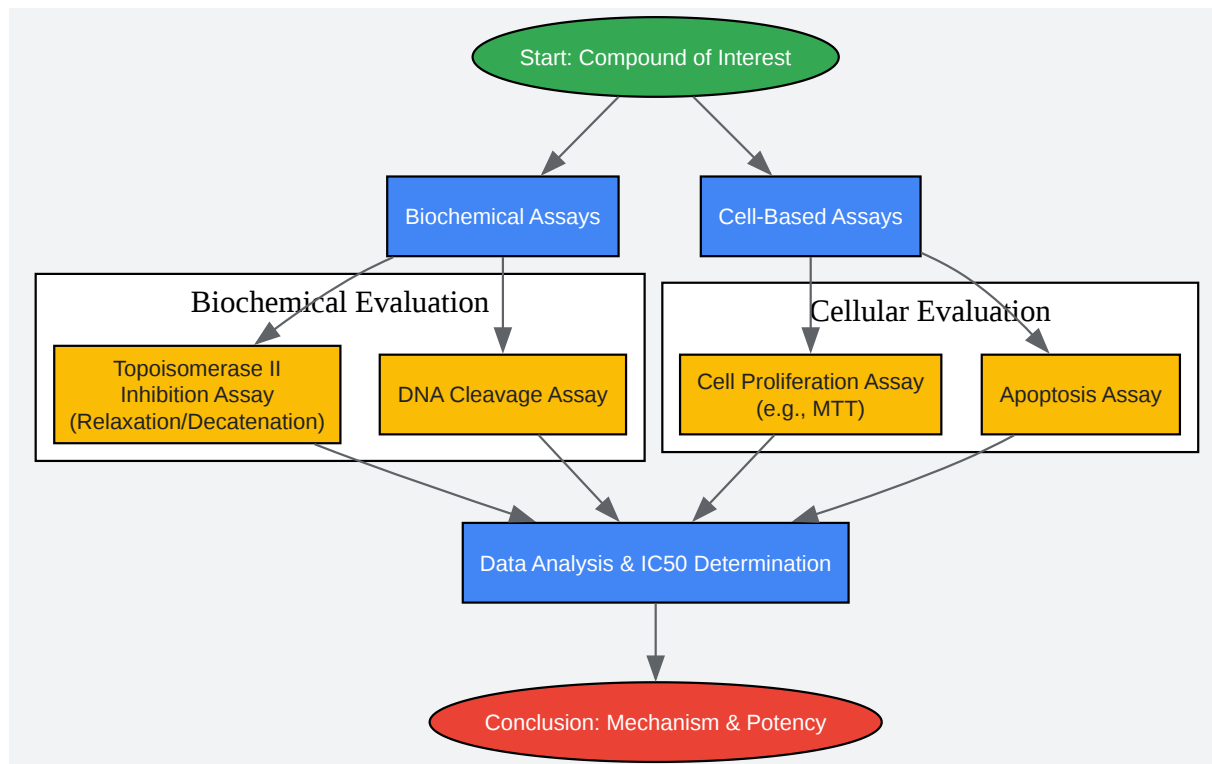 Start: Compound of Interest
Biochemical Assays
Cell-Based Assays
Biochemical Evaluation
Cellular Evaluation
Topoisomerase II
Inhibition Assay
(Relaxation/Decatenation)
DNA Cleavage Assay
Cell Proliferation Assay
(e.g., MTT)
Apoptosis Assay
Data Analysis & IC50 Determination
Conclusion: Mechanism & Potency